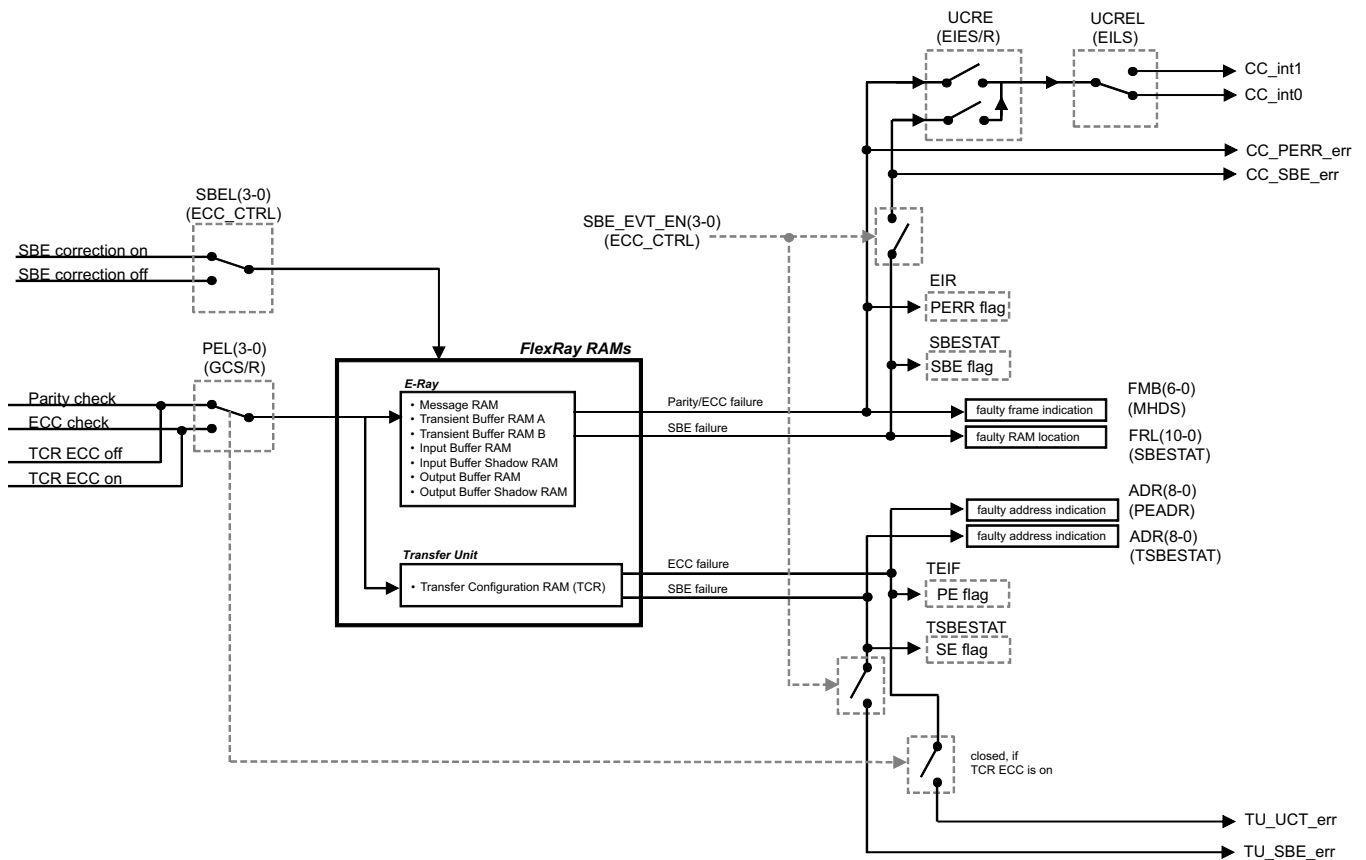 UCRE
(EIES/R)
UCREL
(EILS)
CC_int1
CC_int0
CC_PERR_err
CC_SBE_err
SBEL(3-0)
(ECC_CTRL)
SBE_EVT_EN(3-0)
(ECC_CTRL)
SBE correction on
SBE correction off
EIR
PERR flag
SBESTAT
SBE flag
PEL(3-0)
(GCS/R)
FlexRay RAMs
Parity check
ECC check
TCR ECC off
TCR ECC on
E-Ray
• Message RAM
• Transient Buffer RAM A
• Transient Buffer RAM B
• Input Buffer RAM
• Input Buffer Shadow RAM
• Output Buffer RAM
• Output Buffer Shadow RAM
Parity/ECC failure
SBE failure
faulty frame indication
FMB(6-0)
(MHDS)
faulty RAM location
FRL(10-0)
(SBESTAT)
faulty address indication
ADR(8-0)
(PEADR)
faulty address indication
ADR(8-0)
(TSBESTAT)
Transfer Unit
• Transfer Configuration RAM (TCR)
ECC failure
SBE failure
TEIF
PE flag
TSBESTAT
SE flag
closed, if
TCR ECC is on
TU_UCT_err
TU_SBE_err